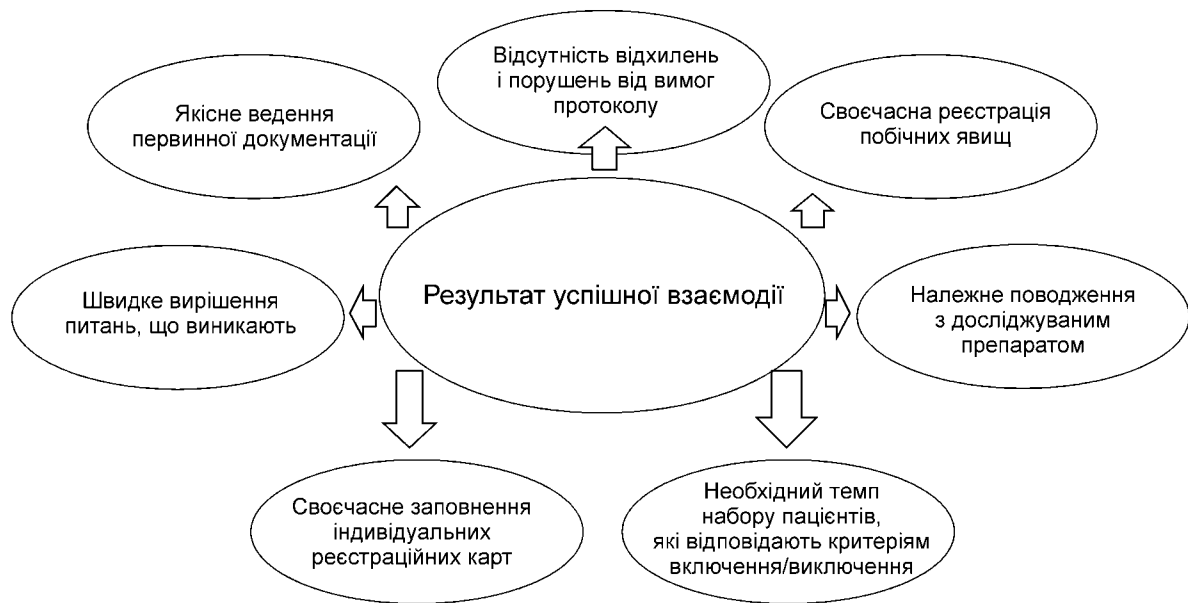 Відсутність відхилень
і порушень від вимог
протоколу
Якісне ведення
первинної документації
Своєчасна реєстрація
побічних явищ
Швидке вирішення
питань, що виникають
Результат успішної взаємодії
Належне поводження
з досліджуваним
препаратом
Своєчасне заповнення
індивідуальних
реєстраційних карт
Необхідний темп
набору пацієнтів,
які відповідають критеріям
включення/виключення